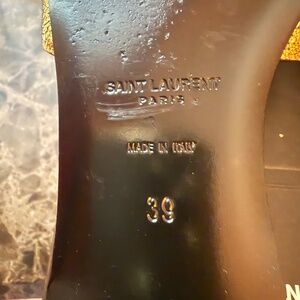 SAINT LAURENT
PARIS
MADE IN ITALY
39
N